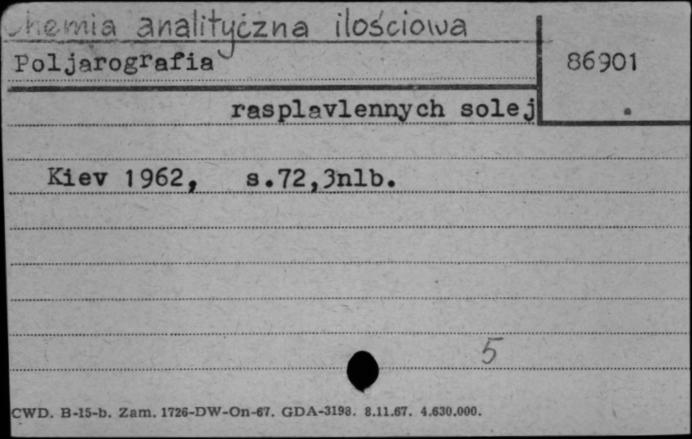 Chemia analityczna ilościowa
Poljarografia
86901
rasplavlennych solej
Kiev 1962, s.72,3nlb.
5
CWD. B-15-b. Zam. 1726-DW-On-67. GDA-3198. 8.11.67. 4.630.000.